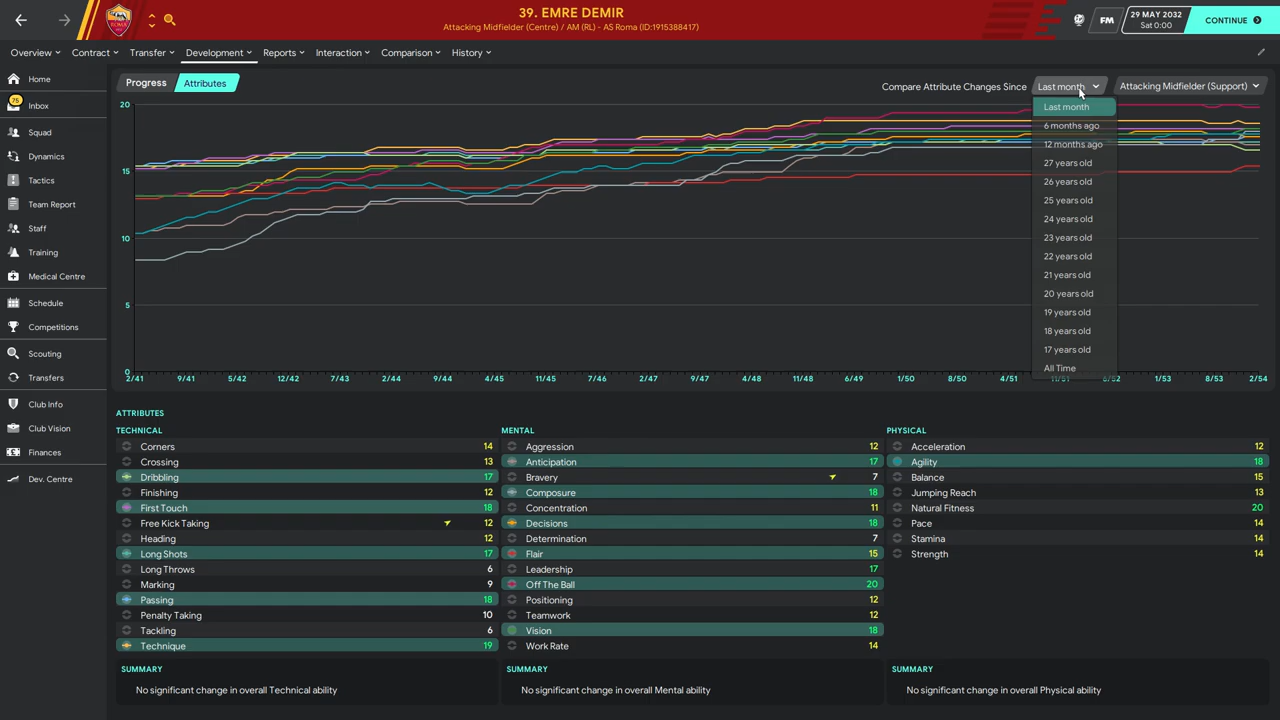 39. EMRE DEMIR
Attacking Midfielder (Centre) / AM (RL) - AS Roma (ID:1915388417)
FM
29 MAY 2032
Sat 0:00
CONTINUE
Overview Contract Transfer Development Reports Interaction Comparison History
Home
75
Inbox
Squad
Dynamics
Tactics
Team Report
Staff
Training
Medical Centre
Schedule
Competitions
Scouting
Transfers
Club Info
Club Vision
Finances
Dev. Centre
Progress Attributes
Compare Attribute Changes Since Last month Attacking Midfielder (Support)
Last month
6 months ago
12 months ago
27 years old
26 years old
25 years old
24 years old
23 years old
22 years old
21 years old
20 years old
19 years old
18 years old
17 years old
All Time
20
15
10
5
0
2/41 9/41 5/42 12/42 7/43 2/44 9/44 4/45 11/45 7/46 2/47 9/47 4/48 11/48 6/49 1/50 8/50 4/51 11/51 6/52 1/53 8/53 2/54
ATTRIBUTES
TECHNICAL
Corners 14
Crossing 13
Dribbling 17
Finishing 12
First Touch 18
Free Kick Taking 12
Heading 12
Long Shots 17
Long Throws 6
Marking 9
Passing 18
Penalty Taking 10
Tackling 6
Technique 19
MENTAL
Aggression 12
Anticipation 17
Bravery 7
Composure 18
Concentration 11
Decisions 18
Determination 7
Flair 15
Leadership 17
Off The Ball 20
Positioning 12
Teamwork 12
Vision 18
Work Rate 14
PHYSICAL
Acceleration 12
Agility 18
Balance 15
Jumping Reach 13
Natural Fitness 20
Pace 14
Stamina 14
Strength 14
SUMMARY
No significant change in overall Technical ability
SUMMARY
No significant change in overall Mental ability
SUMMARY
No significant change in overall Physical ability